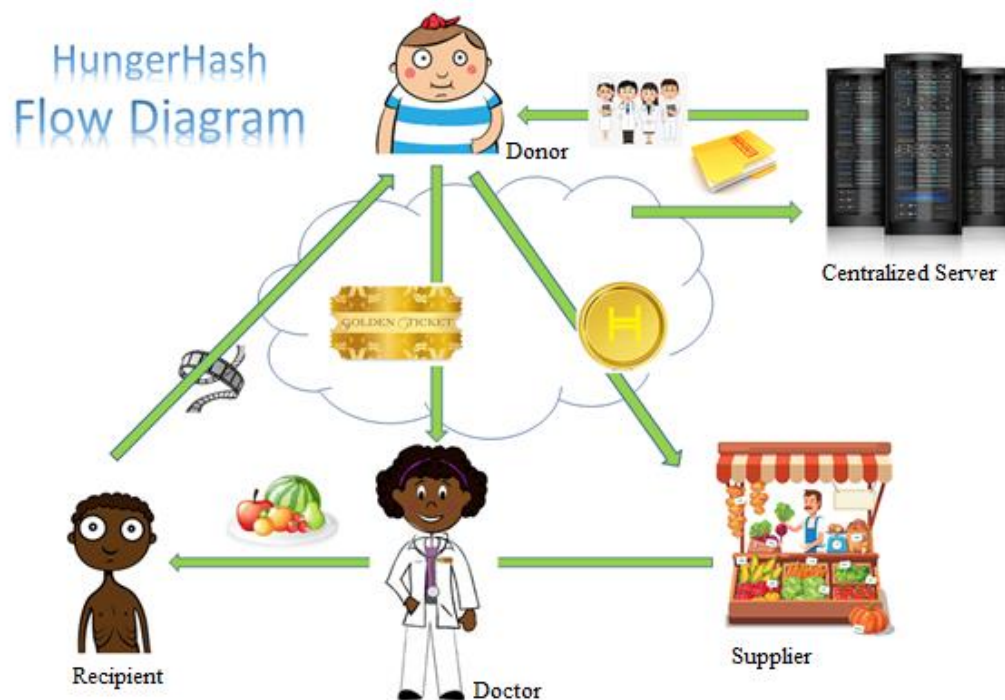 HungerHash
Flow Diagram
Donor
Centralized Server
GOLDEN TICKET
H
Recipient
Doctor
Supplier